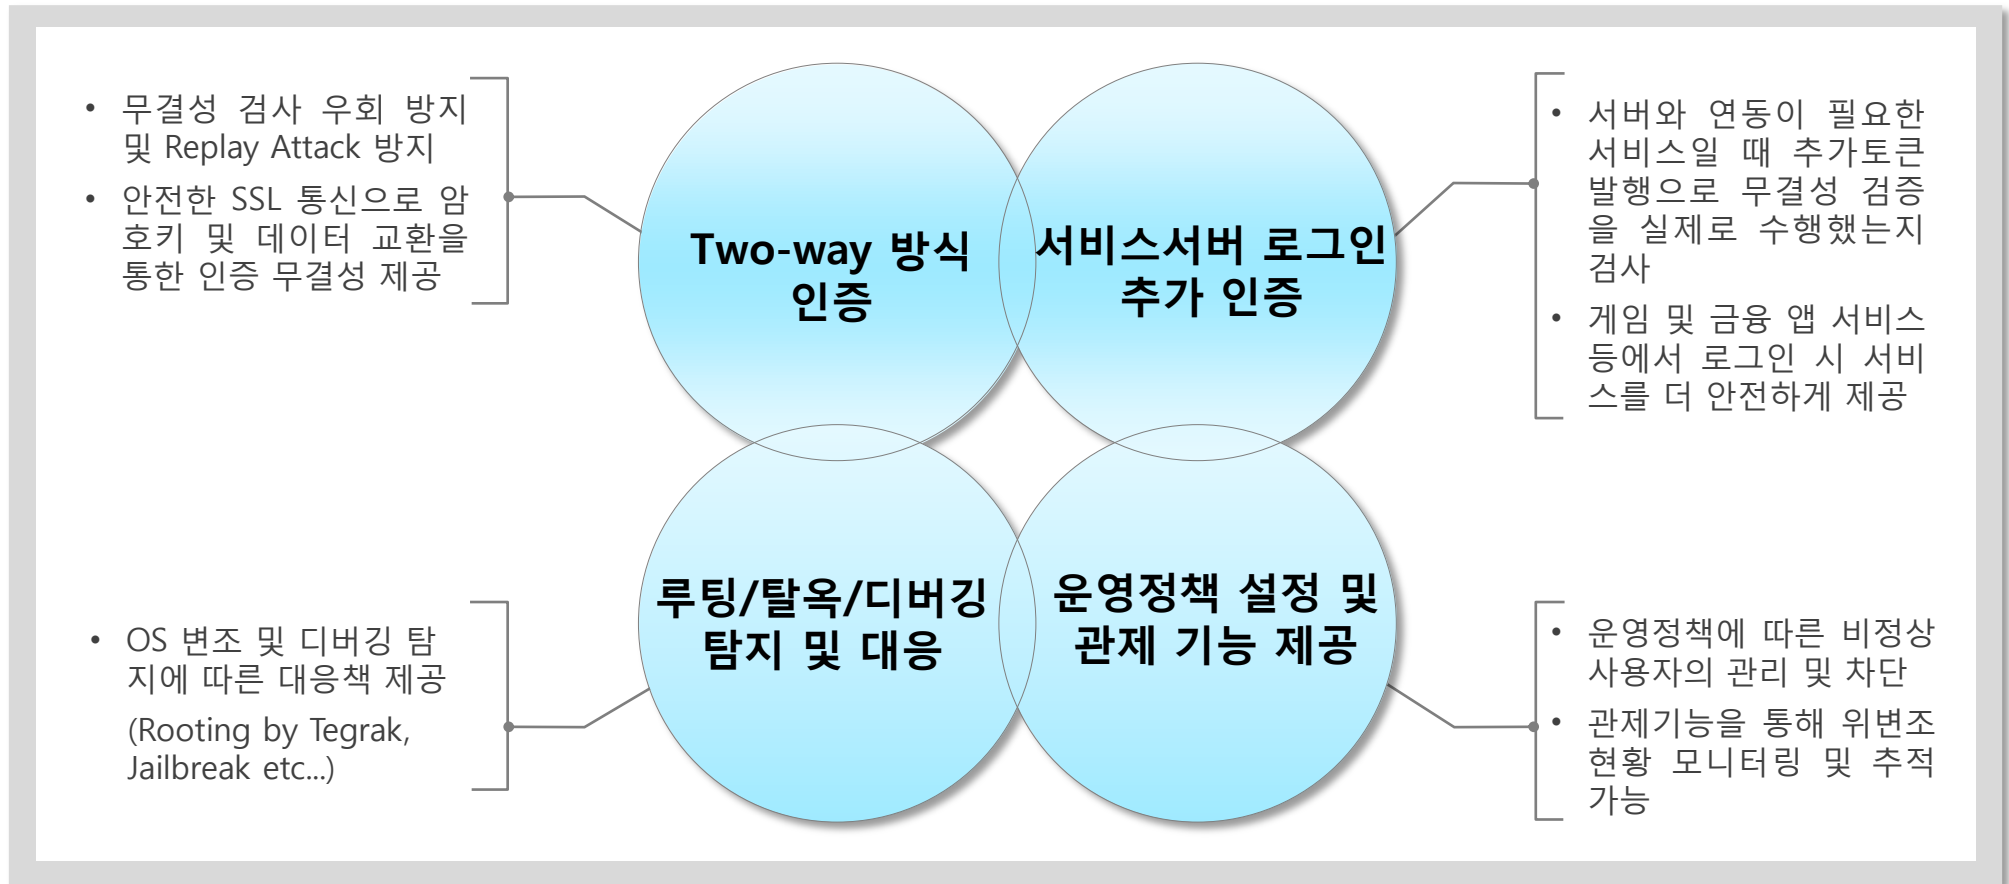 • 무결성 검사 우회 방지
및 Replay Attack 방지
• 안전한 SSL 통신으로 암
호키 및 데이터 교환을
통한 인증 무결성 제공
Two-way 방식
인증
서비스서버 로그인
추가 인증
• 서버와 연동이 필요한
서비스일 때 추가토큰
발행으로 무결성 검증
을 실제로 수행했는지
검사
• 게임 및 금융 앱 서비스
등에서 로그인 시 서비
스를 더 안전하게 제공
• OS 변조 및 디버깅 탐
지에 따른 대응책 제공
(Rooting by Tegrak,
Jailbreak etc...)
루팅/탈옥/디버깅
탐지 및 대응
운영정책 설정 및
관제 기능 제공
• 운영정책에 따른 비정상
사용자의 관리 및 차단
• 관제기능을 통해 위변조
현황 모니터링 및 추적
가능